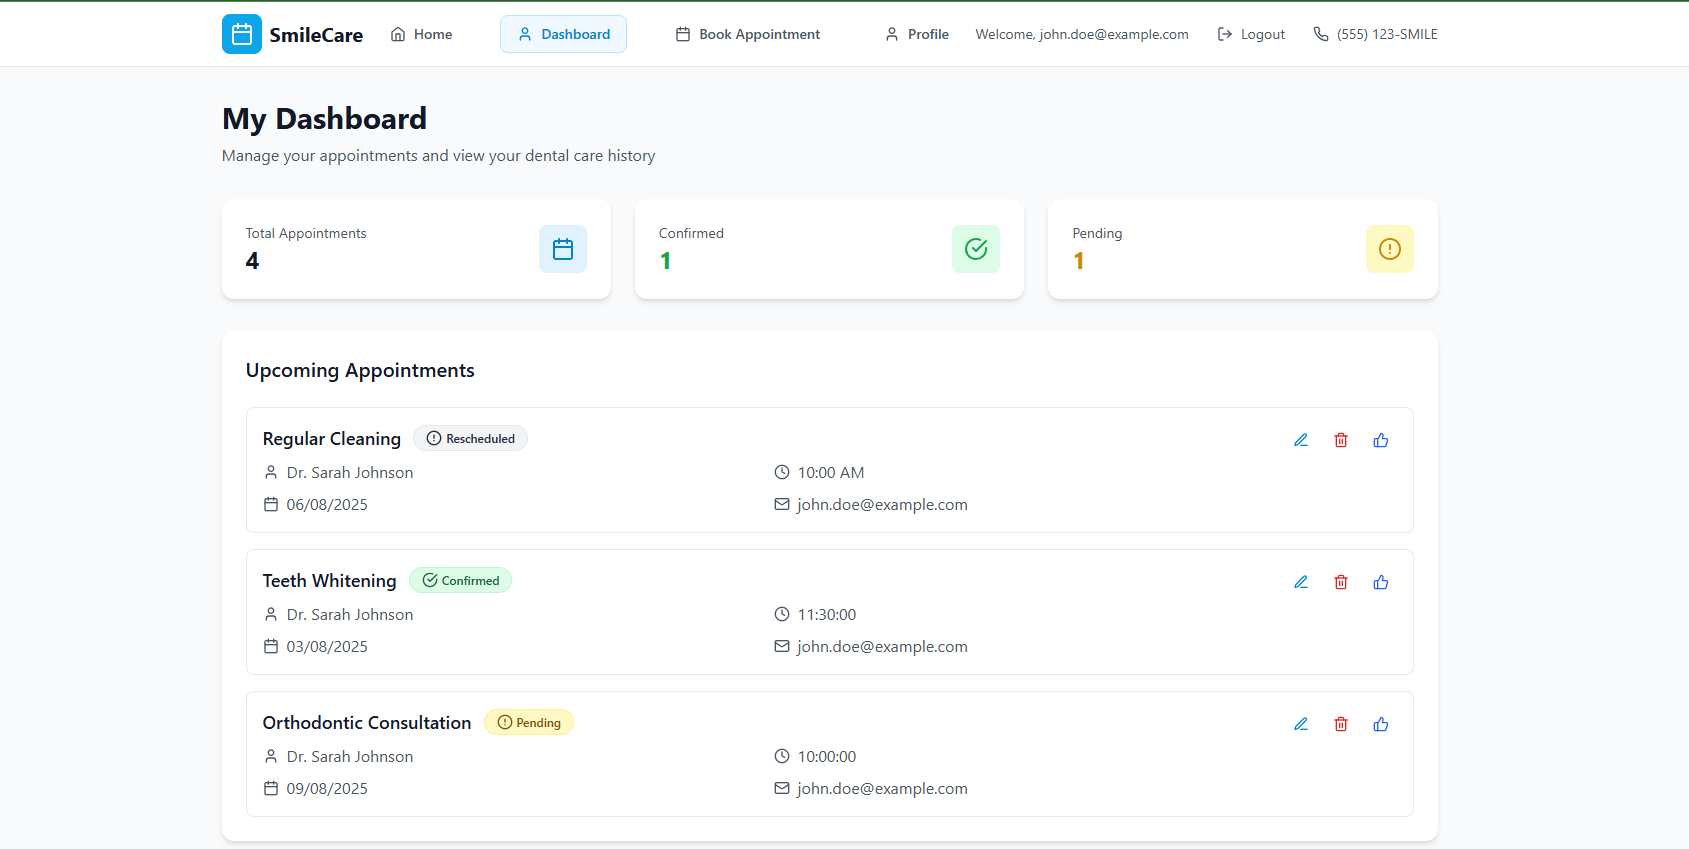 SmileCare Home Dashboard Book Appointment Profile Welcome, john.doe@example.com Logout (555) 123-SMILE
My Dashboard
Manage your appointments and view your dental care history
Total Appointments
4
Confirmed
1
Pending
1
Upcoming Appointments
Regular Cleaning Rescheduled
Dr. Sarah Johnson 10:00 AM
06/08/2025 john.doe@example.com
Teeth Whitening Confirmed
Dr. Sarah Johnson 11:30:00
03/08/2025 john.doe@example.com
Orthodontic Consultation Pending
Dr. Sarah Johnson 10:00:00
09/08/2025 john.doe@example.com